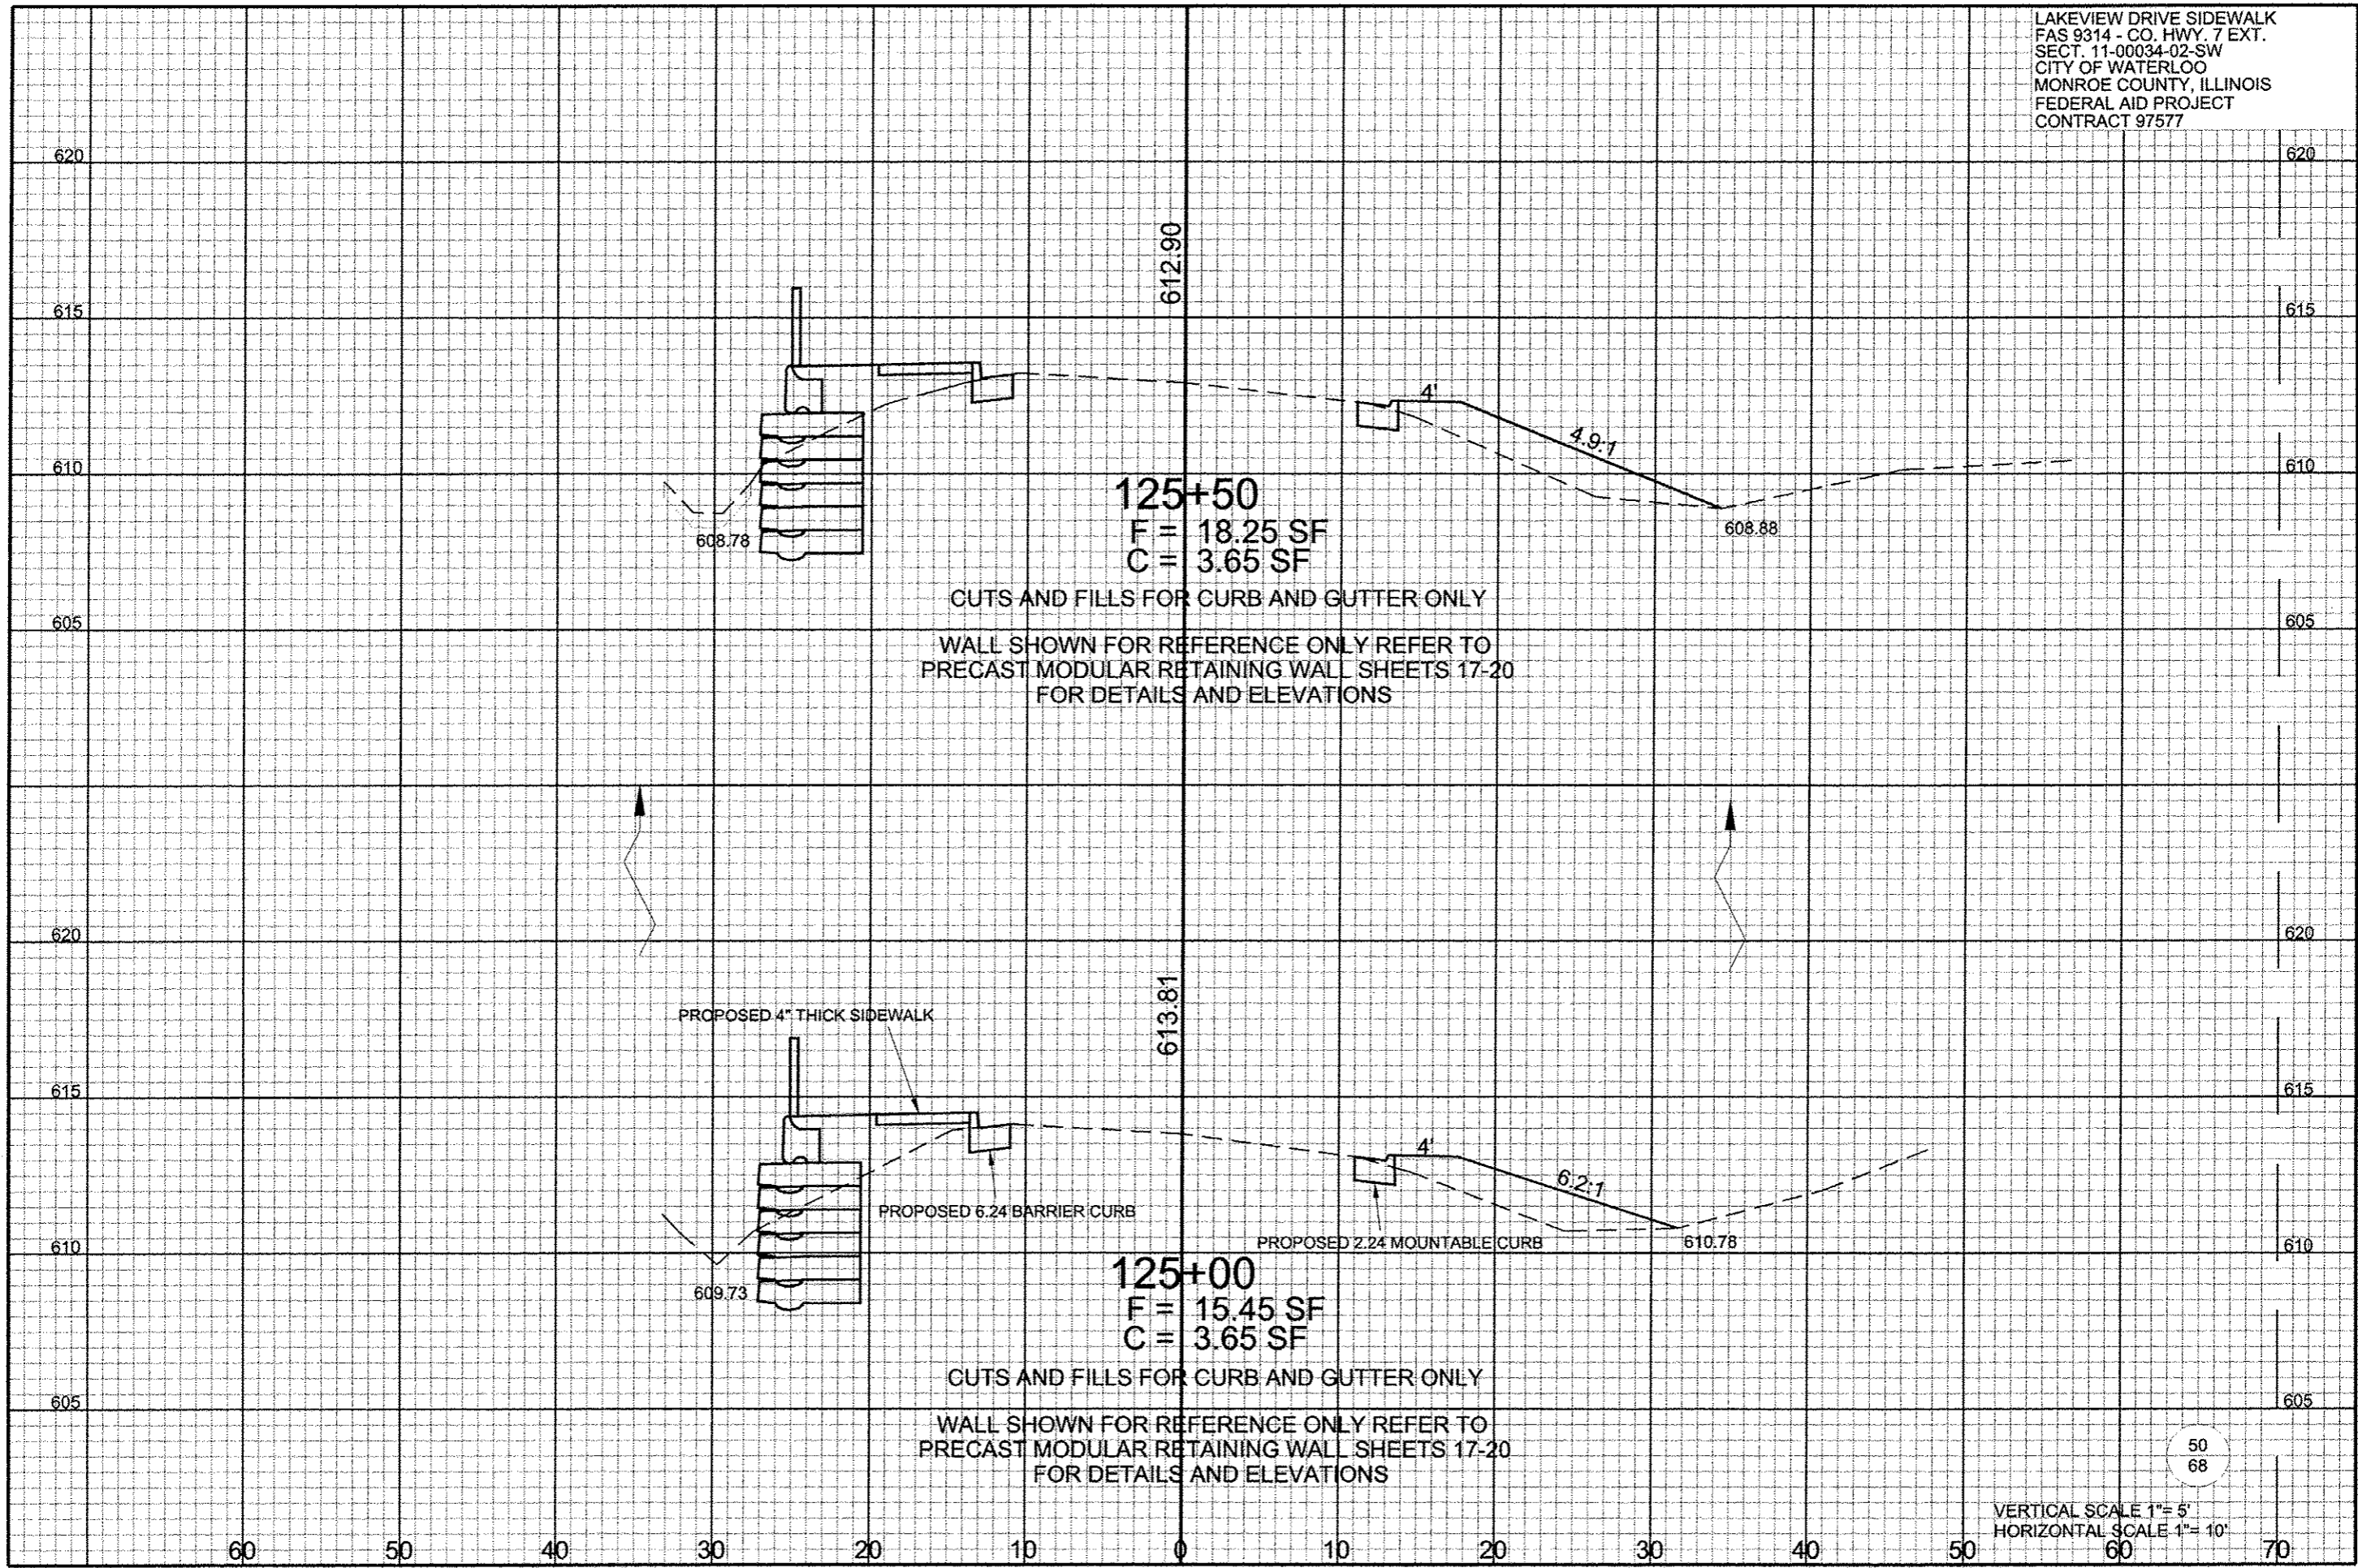 LAKEVIEW DRIVE SIDEWALK
FAS 9314 - CO. HWY. 7 EXT.
SECT. 11-00034-02-SW
CITY OF WATERLOO
MONROE COUNTY, ILLINOIS
FEDERAL AID PROJECT
CONTRACT 97577
620
620
612.90
615
615
4'
4.9:1
610
610
125+50
F = 18.25 SF
C = 3.65 SF
608.78
608.88
CUTS AND FILLS FOR CURB AND GUTTER ONLY
605
605
WALL SHOWN FOR REFERENCE ONLY REFER TO
PRECAST MODULAR RETAINING WALL SHEETS 17-20
FOR DETAILS AND ELEVATIONS
620
620
613.81
PROPOSED 4" THICK SIDEWALK
615
615
4'
6.2:1
PROPOSED 6.24 BARRIER CURB
PROPOSED 2.24 MOUNTABLE CURB
610.78
610
610
125+00
609.73
F = 15.45 SF
C = 3.65 SF
CUTS AND FILLS FOR CURB AND GUTTER ONLY
605
605
WALL SHOWN FOR REFERENCE ONLY REFER TO
PRECAST MODULAR RETAINING WALL SHEETS 17-20
FOR DETAILS AND ELEVATIONS
50
68
VERTICAL SCALE 1"= 5'
HORIZONTAL SCALE 1"= 10'
60 50 40 30 20 10 0 10 20 30 40 50 60 70